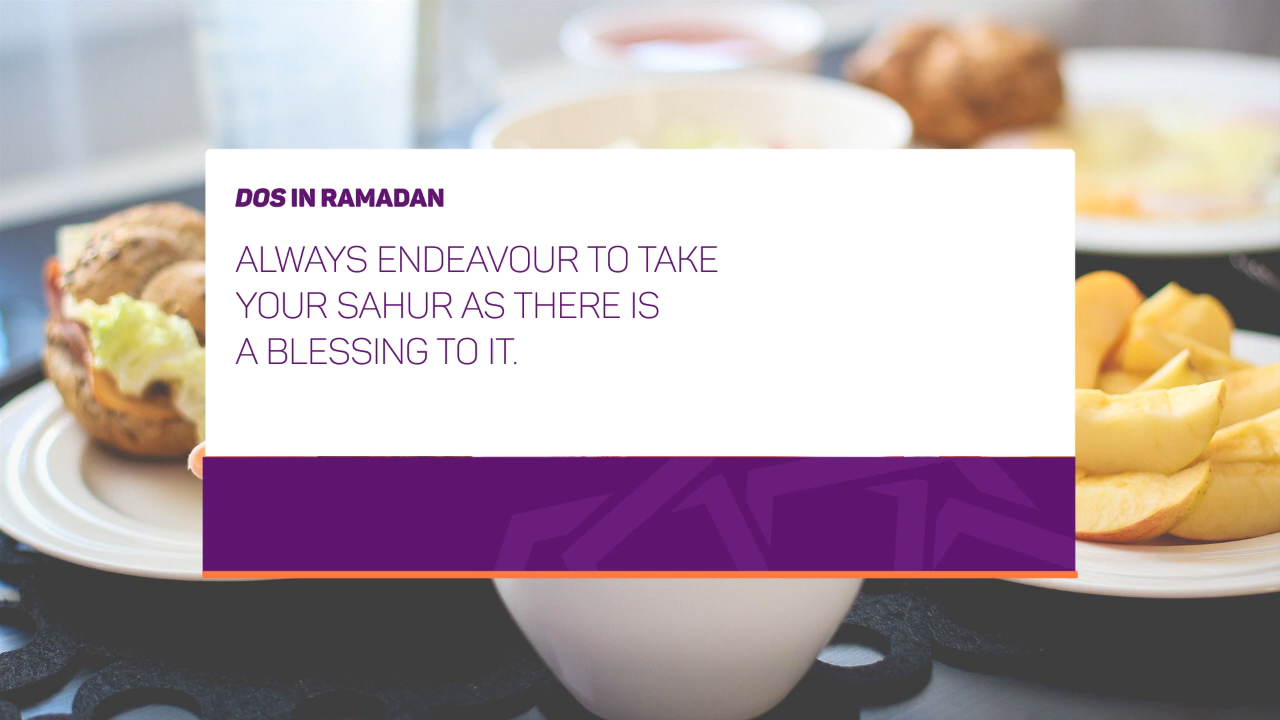 DOS IN RAMADAN
ALWAYS ENDEAVOUR TO TAKE
YOUR SAHUR AS THERE IS
A BLESSING TO IT.